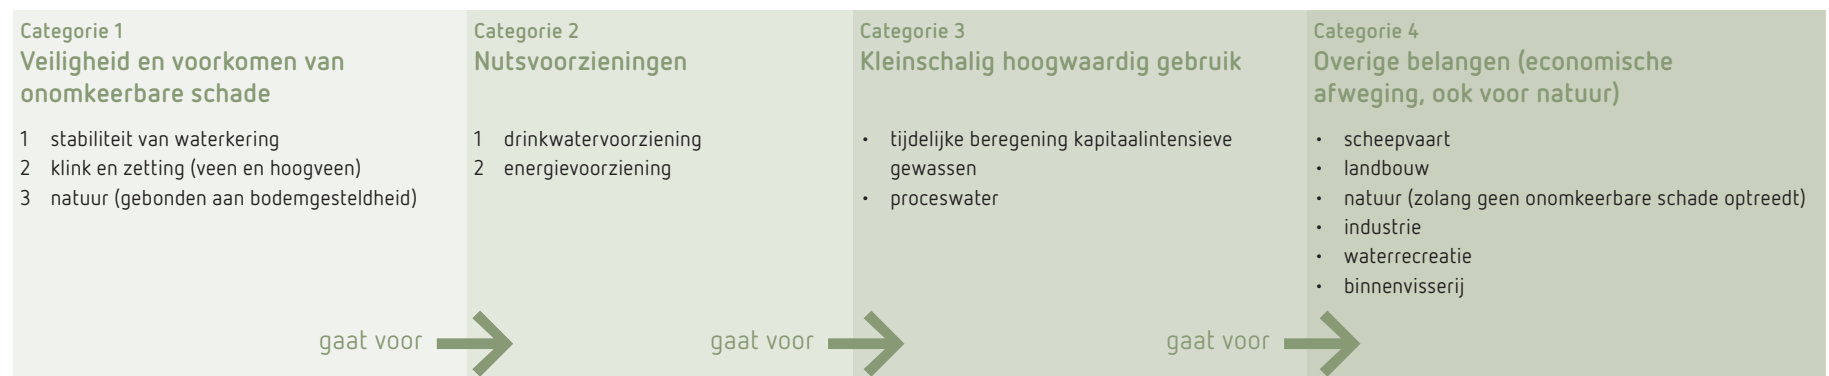 Categorie 1
Veiligheid en voorkomen van
onomkeerbare schade
1 stabiliteit van waterkering
2 klink en zetting (veen en hoogveen)
3 natuur (gebonden aan bodemgesteldheid)
gaat voor
Categorie 2
Nutsvoorzieningen
1 drinkwatervoorziening
2 energievoorziening
gaat voor
Categorie 3
Kleinschalig hoogwaardig gebruik
• tijdelijke beregening kapitaalintensieve
gewassen
• proceswater
gaat voor
Categorie 4
Overige belangen (economische
afweging, ook voor natuur)
• scheepvaart
• landbouw
• natuur (zolang geen onomkeerbare schade optreedt)
• industrie
• waterrecreatie
• binnenvisserij